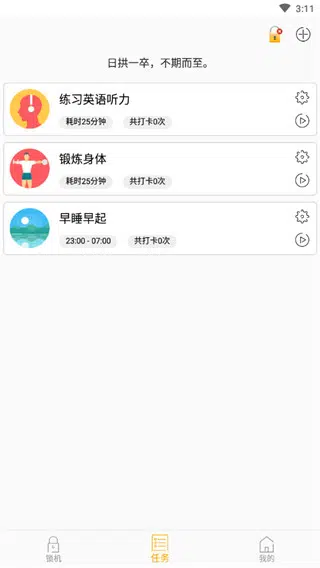 3:11
日拱一卒，不期而至。
练习英语听力
耗时25分钟 共打卡0次
锻炼身体
耗时25分钟 共打卡0次
早睡早起
23:00 - 07:00 共打卡0次
锁机 任务 我的